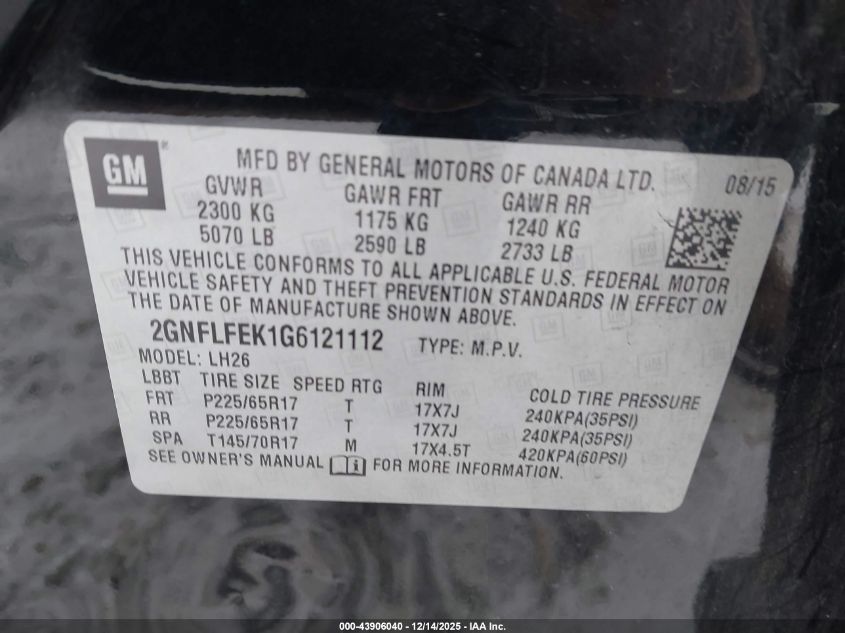 GM
MFD BY GENERAL MOTORS OF CANADA LTD. 08/15
GVWR GAWR FRT GAWR RR
2300 KG 1175 KG 1240 KG
5070 LB 2590 LB 2733 LB
THIS VEHICLE CONFORMS TO ALL APPLICABLE U.S. FEDERAL MOTOR
VEHICLE SAFETY AND THEFT PREVENTION STANDARDS IN EFFECT ON
THE DATE OF MANUFACTURE SHOWN ABOVE.
2GNFLFEK1G6121112 TYPE: M.P.V.
MODEL: LH26
LBBT TIRE SIZE SPEED RTG RIM COLD TIRE PRESSURE
FRT P225/65R17 T 17X7J 240KPA(35PSI)
RR P225/65R17 T 17X7J 240KPA(35PSI)
SPA T145/70R17 M 17X4.5T 420KPA(60PSI)
SEE OWNER'S MANUAL FOR MORE INFORMATION.
000-43906040 - 12/14/2025 - IAA Inc.